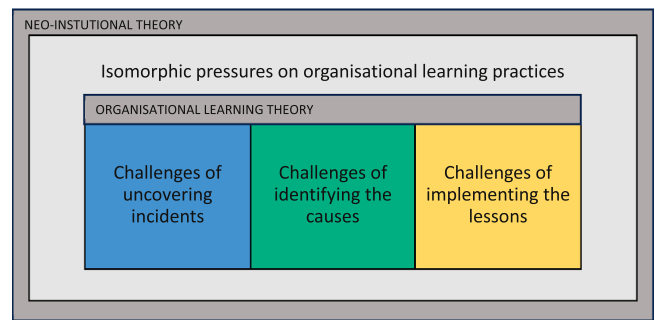 NEO-INSTUTIONAL THEORY
Isomorphic pressures on organisational learning practices
ORGANISATIONAL LEARNING THEORY
Challenges of
uncovering
incidents
Challenges of
identifying the
causes
Challenges of
implementing the
lessons